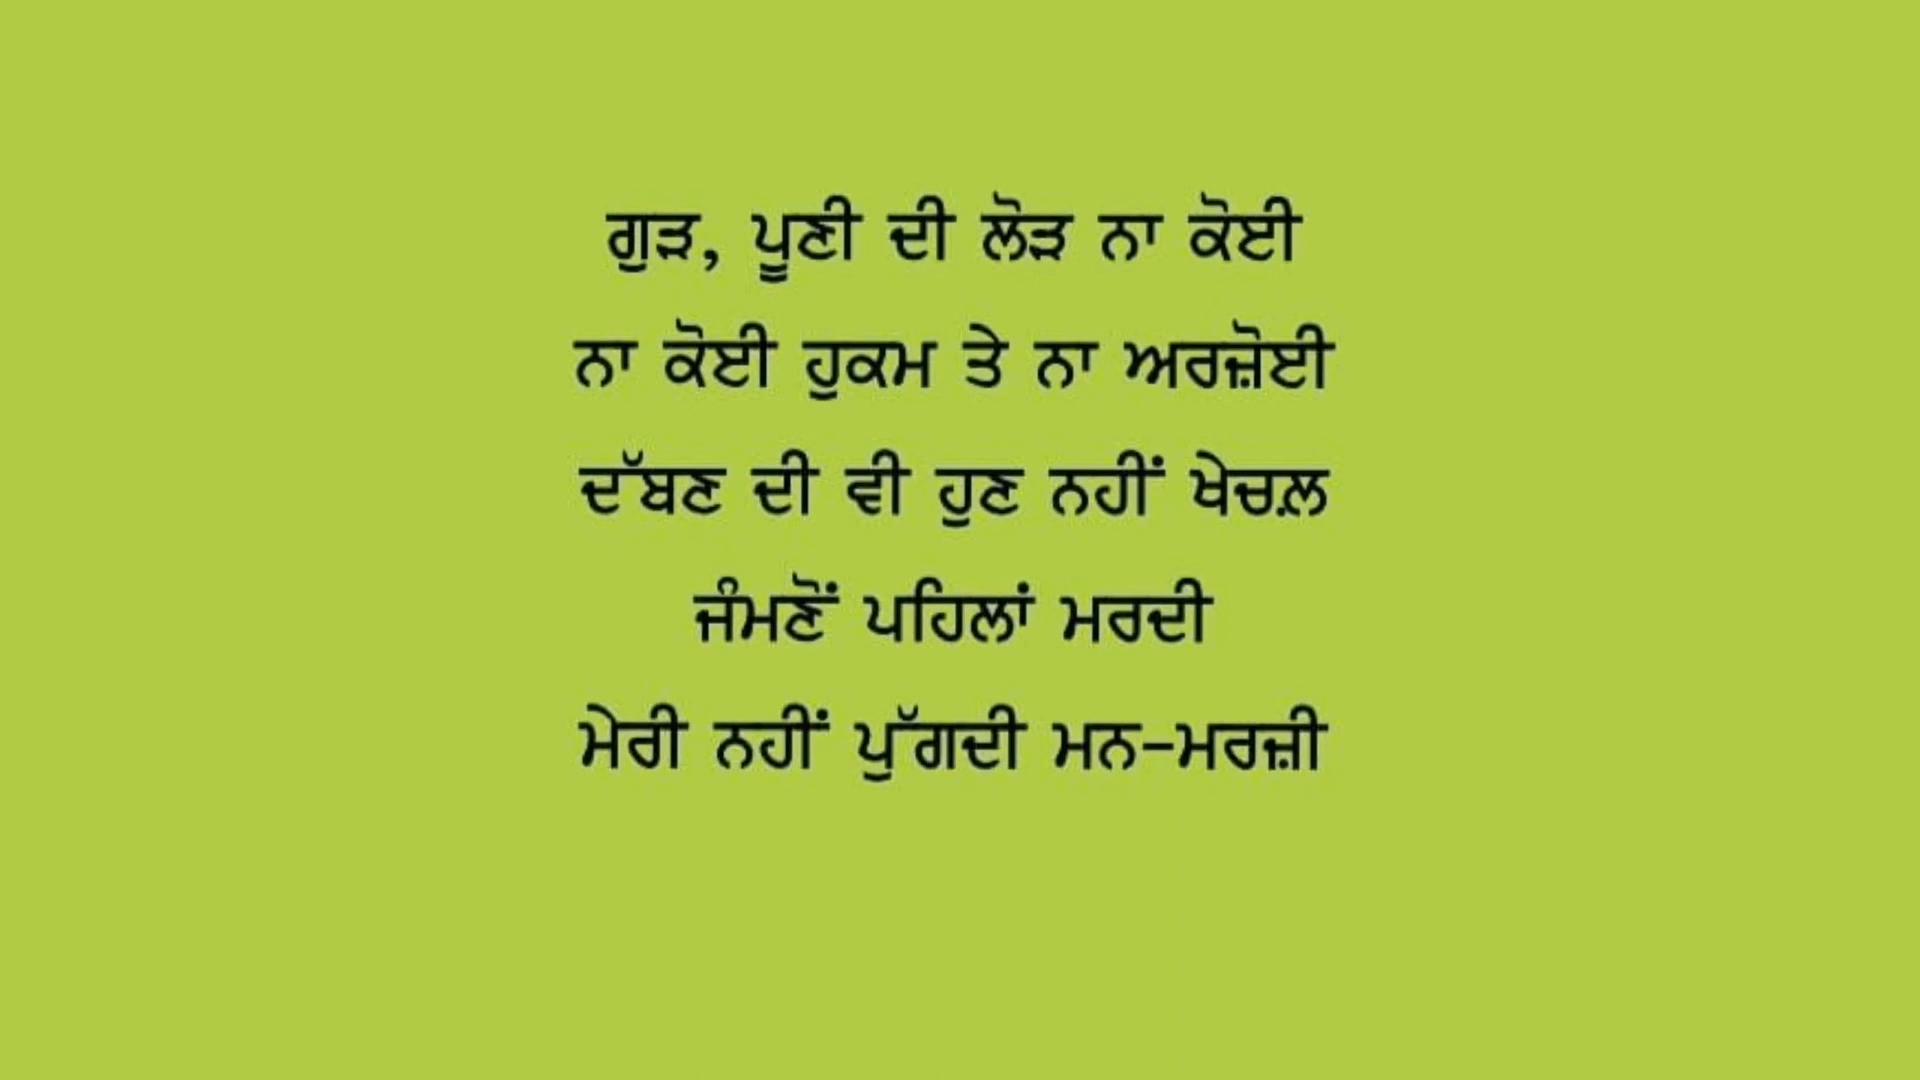 ਗੁੜ, ਪੂਣੀ ਦੀ ਲੋੜ ਨਾ ਕੋਈ
ਨਾ ਕੋਈ ਹੁਕਮ ਤੇ ਨਾ ਅਰਜ਼ੋਈ
ਦੱਬਣ ਦੀ ਵੀ ਹੁਣ ਨਹੀਂ ਖੇਚਲ਼
ਜੰਮਣੋਂ ਪਹਿਲਾਂ ਮਰਦੀ
ਮੇਰੀ ਨਹੀਂ ਪੁੱਗਦੀ ਮਨ-ਮਰਜ਼ੀ